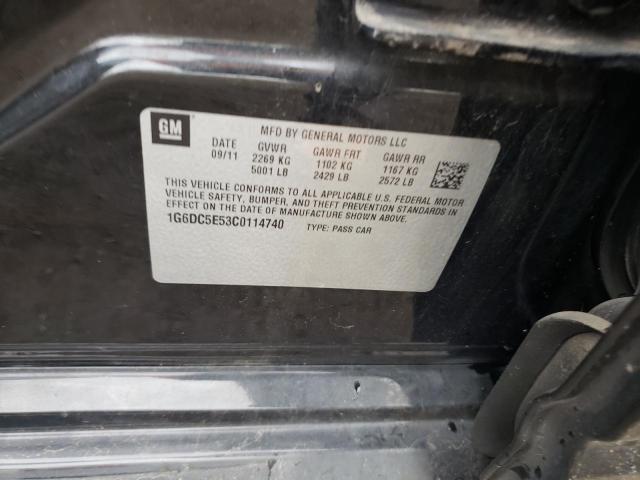 GM
MFD BY GENERAL MOTORS LLC
DATE GVWR GAWR FRT GAWR RR
09/11 2269 KG 1102 KG 1167 KG
5001 LB 2429 LB 2572 LB
THIS VEHICLE CONFORMS TO ALL APPLICABLE U.S. FEDERAL MOTOR
VEHICLE SAFETY, BUMPER, AND THEFT PREVENTION STANDARDS IN
EFFECT ON THE DATE OF MANUFACTURE SHOWN ABOVE.
1G6DC5E53C0114740 TYPE: PASS CAR